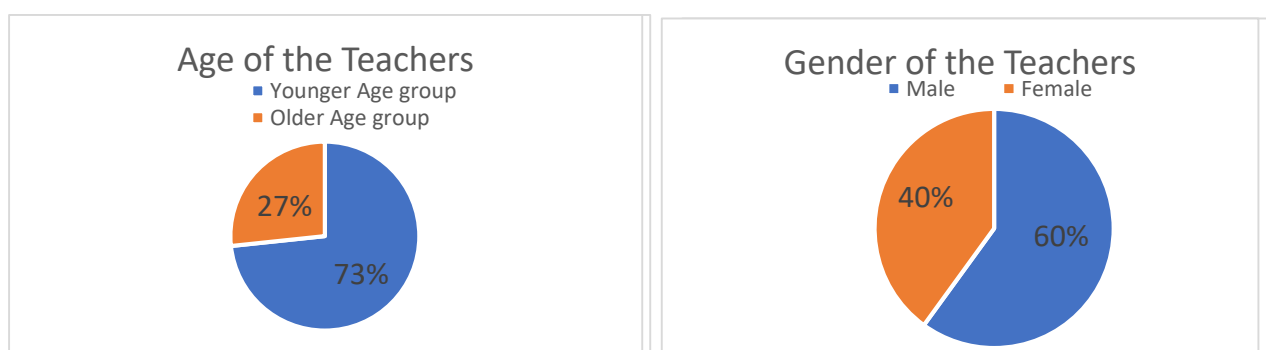 Age of the Teachers
Younger Age group
Older Age group
27%
73%
Gender of the Teachers
Male Female
40%
60%